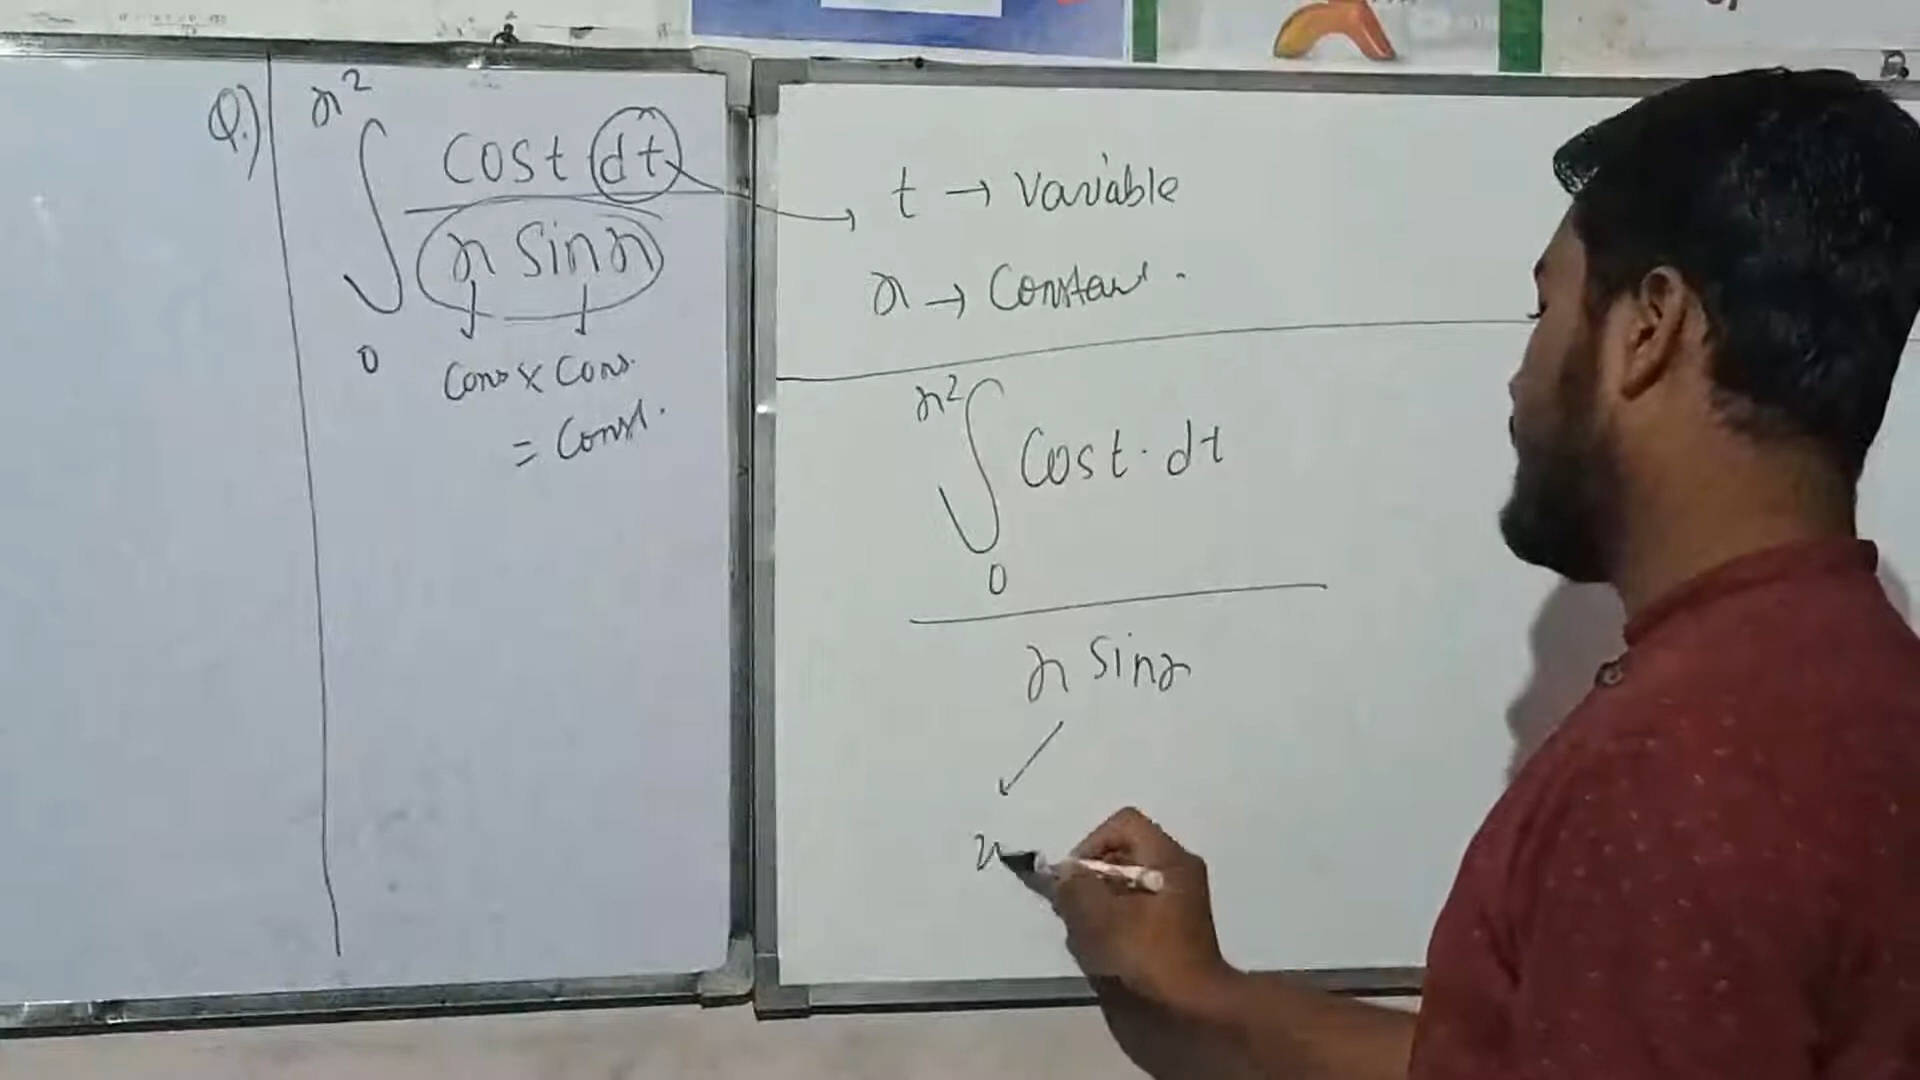 Q.)
x²
∫ cos t dt
x sin x
0
Cons × Cons.
= Const.
t → Variable
x → Constant.
x²
∫ Cos t · dt
0
x sin x
x